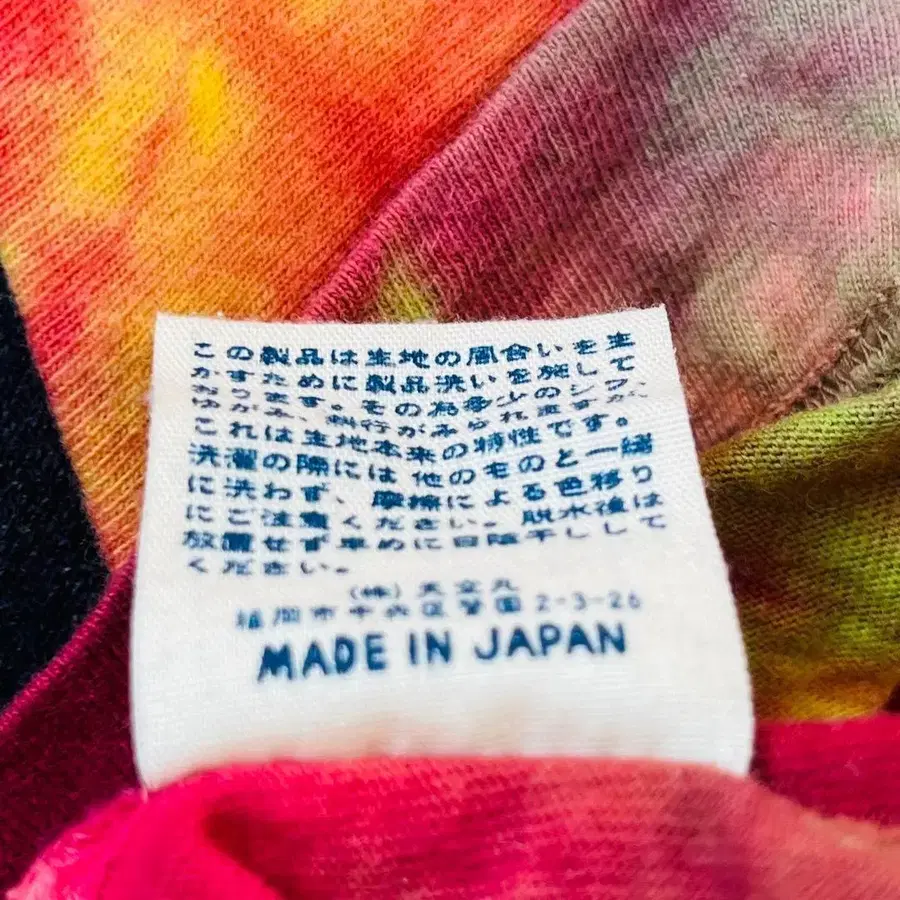 この製品は生地の風合いを生
かすために製品洗いを施して
おります。その為多少のシワ、
ゆがみ、斜行がみられますが、
これは生地本来の特性です。
洗濯の際には他のものと一緒
に洗わず、摩擦による色移り
にご注意ください。脱水後は
放置せず早めに日陰干しして
ください。
(株)天空丸
福岡市中央区警固2-3-26
MADE IN JAPAN